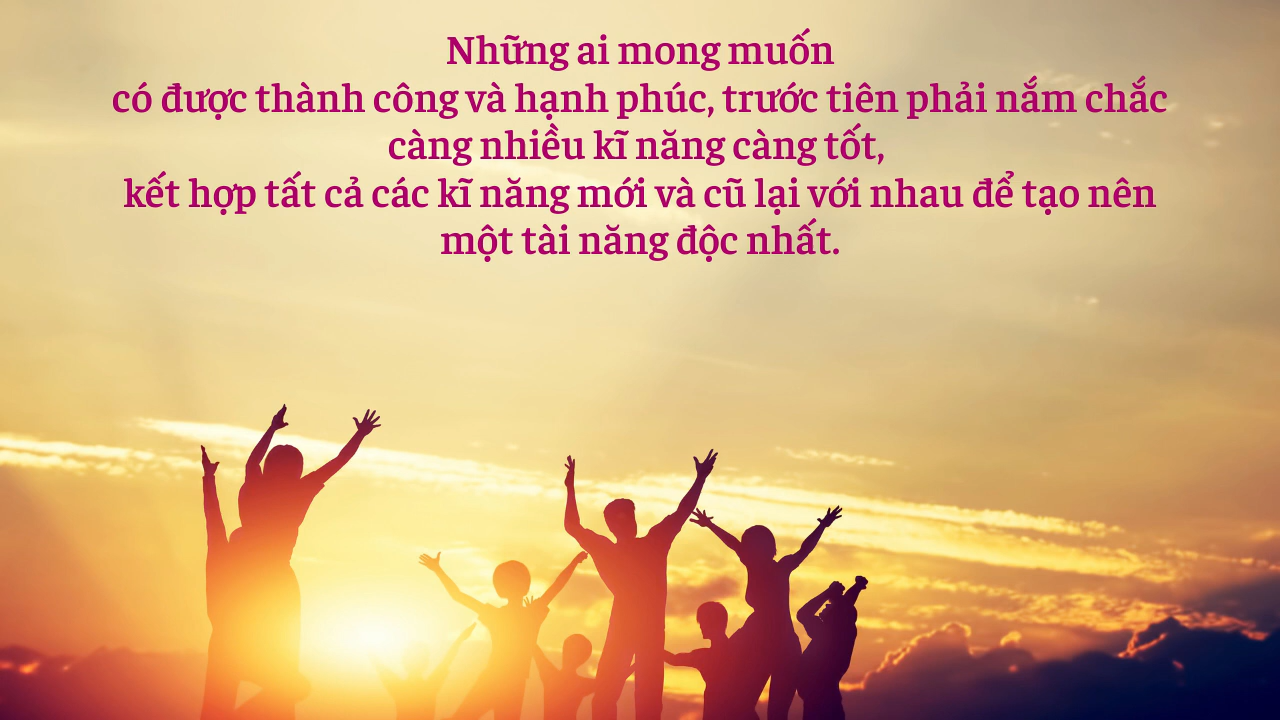 Những ai mong muốn
có được thành công và hạnh phúc, trước tiên phải nắm chắc
càng nhiều kĩ năng càng tốt,
kết hợp tất cả các kĩ năng mới và cũ lại với nhau để tạo nên
một tài năng độc nhất.